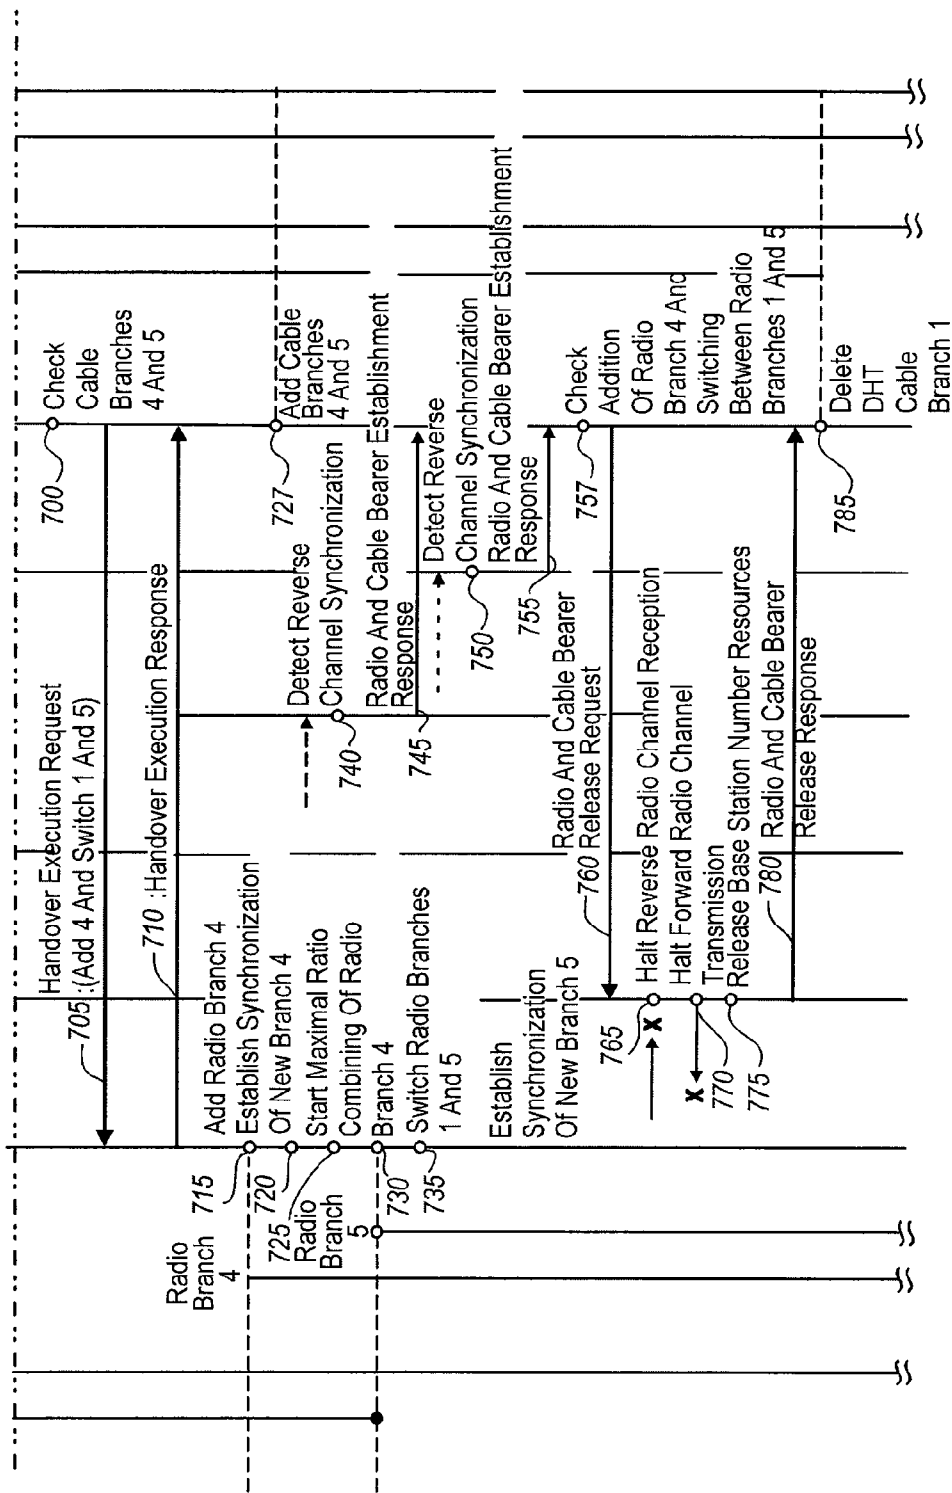 700
Check
Cable
Branches
4 And 5
Handover Execution Request
705 :(Add 4 And Switch 1 And 5)
710 :Handover Execution Response
Radio
Branch
4
715
Add Radio Branch 4
Establish Synchronization
Of New Branch 4
720
Start Maximal Ratio
Combining Of Radio
Branch 4
725
Radio
Branch
5
730
Switch Radio Branches
1 And 5
735
Establish
Synchronization
Of New Branch 5
727
Add Cable
Branches
4 And 5
Detect Reverse
Channel Synchronization
740
Radio And Cable Bearer Establishment
Response
745
Detect Reverse
Channel Synchronization
750
Radio And Cable Bearer Establishment
Response
755
757
Check
Addition
Of Radio
Branch 4 And
Switching
Between Radio
Branches 1 And 5
Radio And Cable Bearer
760 Release Request
765
Halt Reverse Radio Channel Reception
x
Halt Forward Radio Channel
Transmission
x
770
Release Base Station Number Resources
775
780
Radio And Cable Bearer
Release Response
785
Delete
DHT
Cable
Branch 1